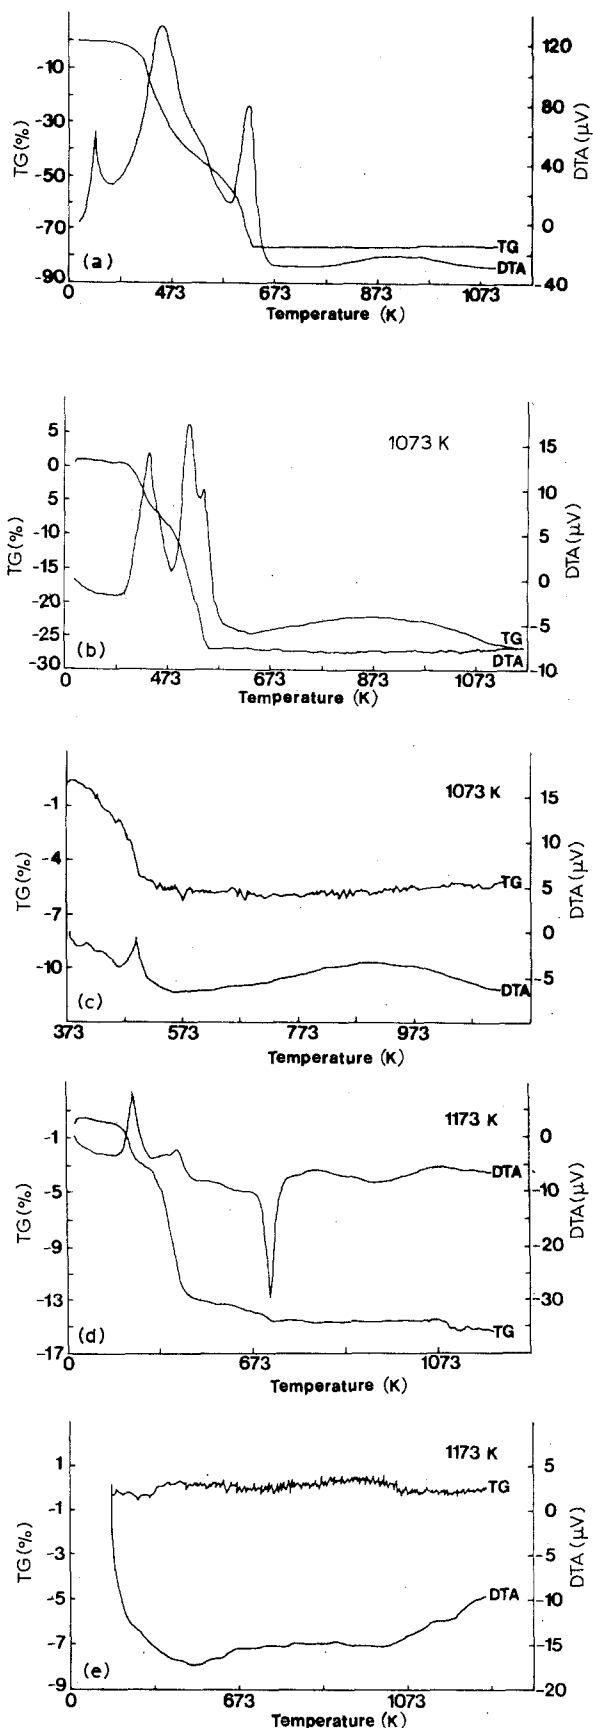 120
-10
80
-30
TG(%)
DTA (μV)
-50
40
-70
0
TG
(a)
DTA
-90
-40
0
473
673
873
1073
Temperature (K)
5
1073 K
15
0
10
5
TG(%)
5
DTA(μV)
-10
-15
0
-20
-5
-25
TG
(b)
DTA
-30
-10
0
473
673
873
1073
Temperature (K)
1073 K
15
-1
10
TG(%)
DTA (μV)
-4
TG
5
-7
0
-10
DTA
-5
(c)
373
573
773
973
Temperature (K)
1173 K
-1
0
DTA
TG(%)
DTA(μV)
-5
-10
-9
-20
-13
-30
TG
(d)
-17
0
673
1073
Temperature (K)
1173 K
1
5
TG
-1
0
TG(%)
DTA (μV)
-3
-5
DTA
-5
-10
-7
-15
(e)
-9
-20
0
673
1073
Temperature (K)